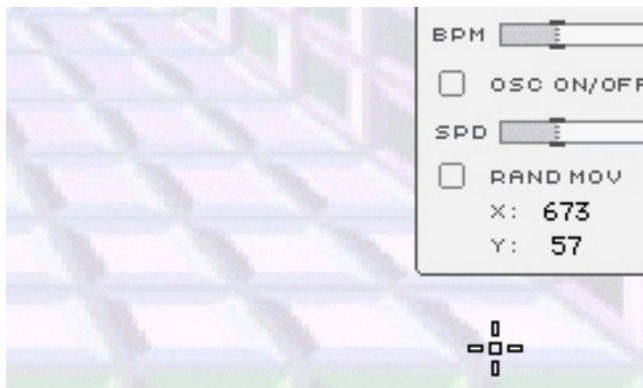 BPM
OSC ON/OFF
SPD
RAND MOV
X: 673
Y: 57